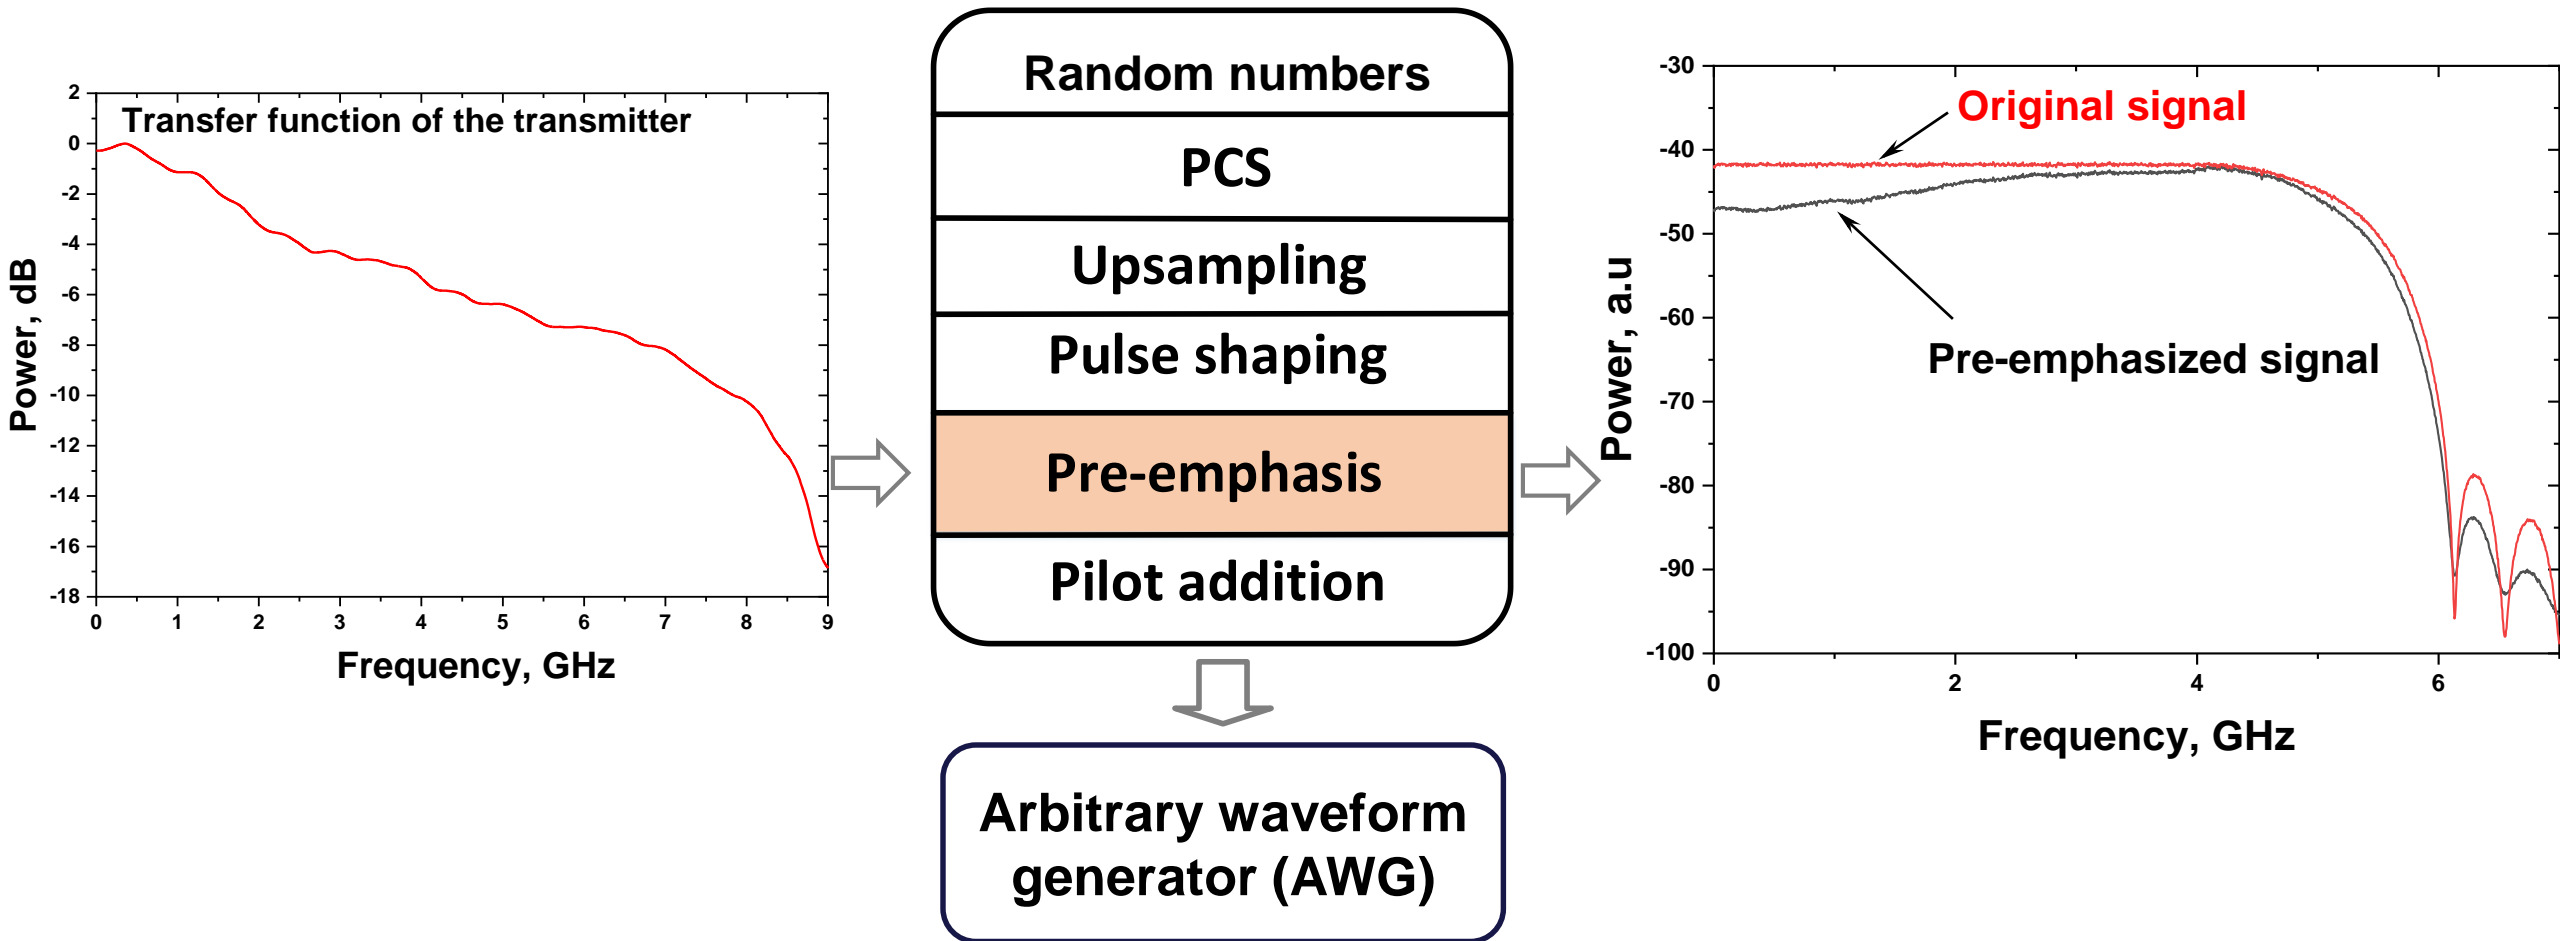 Transfer function of the transmitter
Power, dB
2
0
-2
-4
-6
-8
-10
-12
-14
-16
-18
0 1 2 3 4 5 6 7 8 9
Frequency, GHz
Random numbers
PCS
Upsampling
Pulse shaping
Pre-emphasis
Pilot addition
Arbitrary waveform
generator (AWG)
Power, a.u
-30
-40
-50
-60
-70
-80
-90
-100
Original signal
Pre-emphasized signal
0 2 4 6
Frequency, GHz